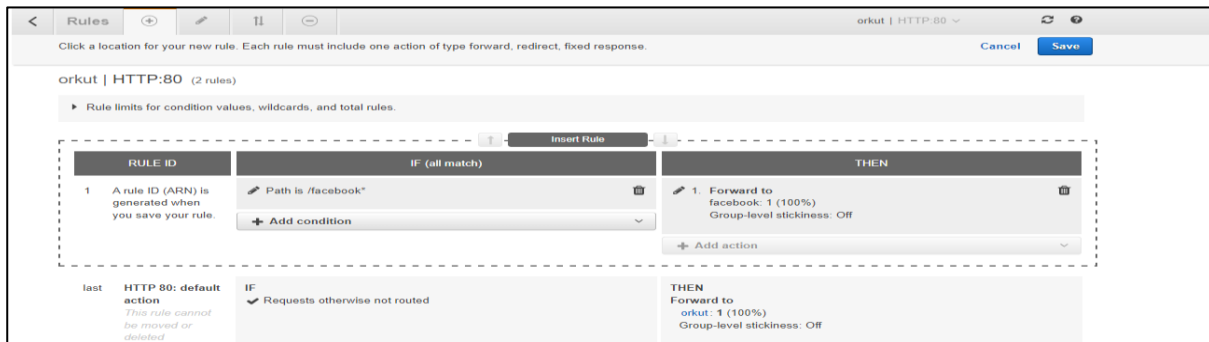 Rules
orkut | HTTP:80
Click a location for your new rule. Each rule must include one action of type forward, redirect, fixed response.
Cancel
Save
orkut | HTTP:80 (2 rules)
Rule limits for condition values, wildcards, and total rules.
Insert Rule
RULE ID
IF (all match)
THEN
1
A rule ID (ARN) is
generated when
you save your rule.
Path is /facebook*
Add condition
1. Forward to
facebook: 1 (100%)
Group-level stickiness: Off
Add action
last
HTTP 80: default
action
This rule cannot
be moved or
deleted
IF
Requests otherwise not routed
THEN
Forward to
orkut: 1 (100%)
Group-level stickiness: Off